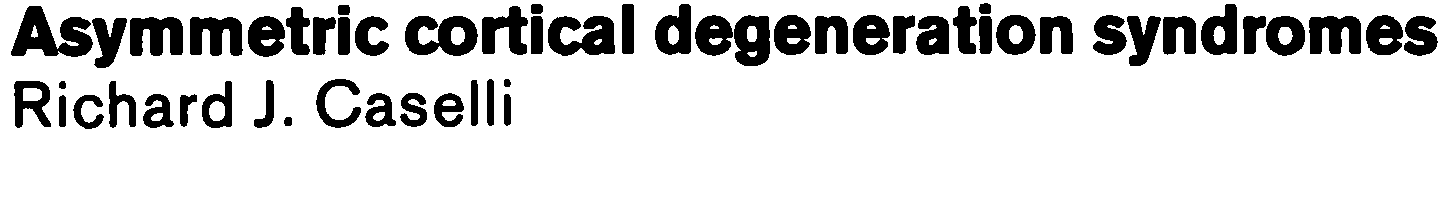 Asymmetric cortical degeneration syndromes
Richard J. Caselli